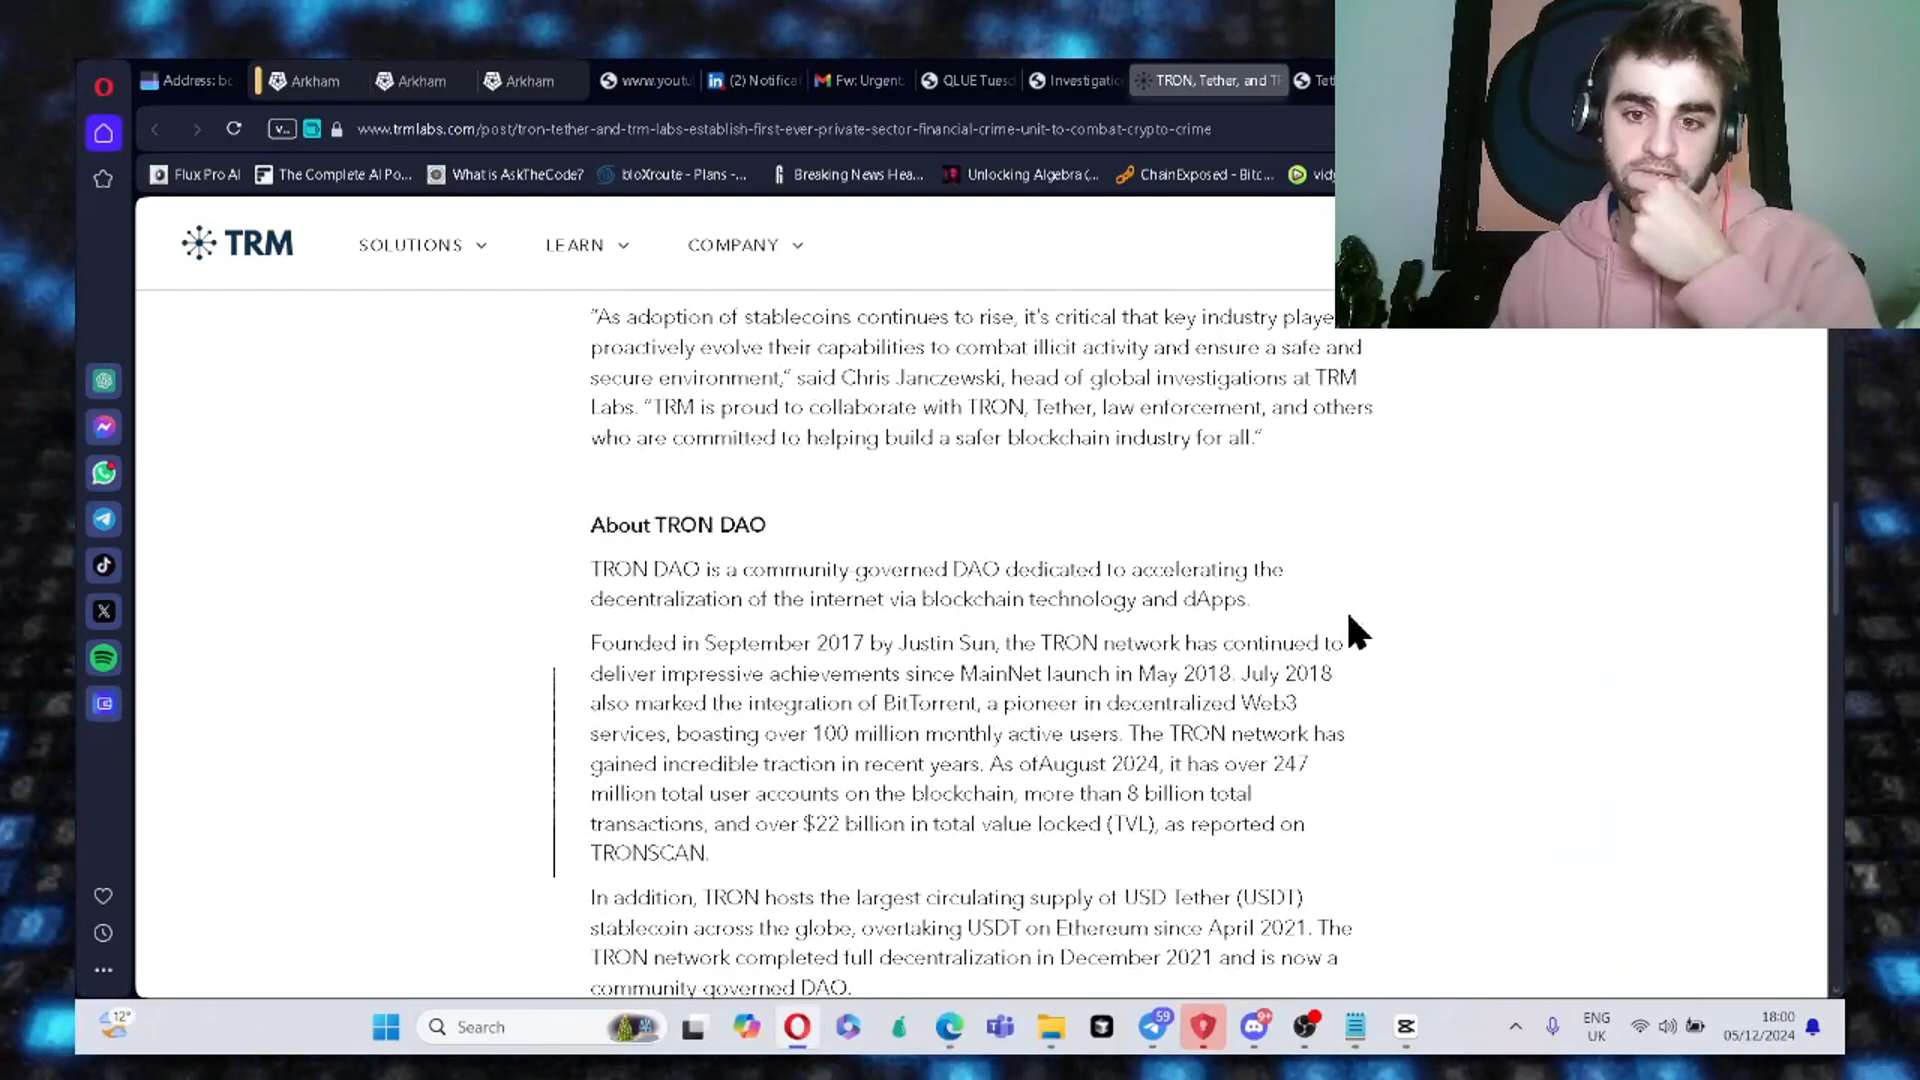 Address: bc
Arkham
Arkham
Arkham
www.youtu
(2) Notifica
Fw: Urgent
QLUE Tuesd
Investigatio
TRON, Tether, and T
Tet
www.trmlabs.com/post/tron-tether-and-trm-labs-establish-first-ever-private-sector-financial-crime-unit-to-combat-crypto-crime
Flux Pro AI
The Complete AI Po...
What is AskTheCode?
bloXroute - Plans -...
Breaking News Hea...
Unlocking Algebra (...
ChainExposed - Bitc...
TRM
SOLUTIONS
LEARN
COMPANY
"As adoption of stablecoins continues to rise, it's critical that key industry playe
proactively evolve their capabilities to combat illicit activity and ensure a safe and
secure environment," said Chris Janczewski, head of global investigations at TRM
Labs. "TRM is proud to collaborate with TRON, Tether, law enforcement, and others
who are committed to helping build a safer blockchain industry for all."
About TRON DAO
TRON DAO is a community-governed DAO dedicated to accelerating the
decentralization of the internet via blockchain technology and dApps.
Founded in September 2017 by Justin Sun, the TRON network has continued to
deliver impressive achievements since MainNet launch in May 2018. July 2018
also marked the integration of BitTorrent, a pioneer in decentralized Web3
services, boasting over 100 million monthly active users. The TRON network has
gained incredible traction in recent years. As ofAugust 2024, it has over 247
million total user accounts on the blockchain, more than 8 billion total
transactions, and over $22 billion in total value locked (TVL), as reported on
TRONSCAN.
In addition, TRON hosts the largest circulating supply of USD Tether (USDT)
stablecoin across the globe, overtaking USDT on Ethereum since April 2021. The
TRON network completed full decentralization in December 2021 and is now a
community-governed DAO.
12°
Search
59
9+
ENG
UK
18:00
05/12/2024